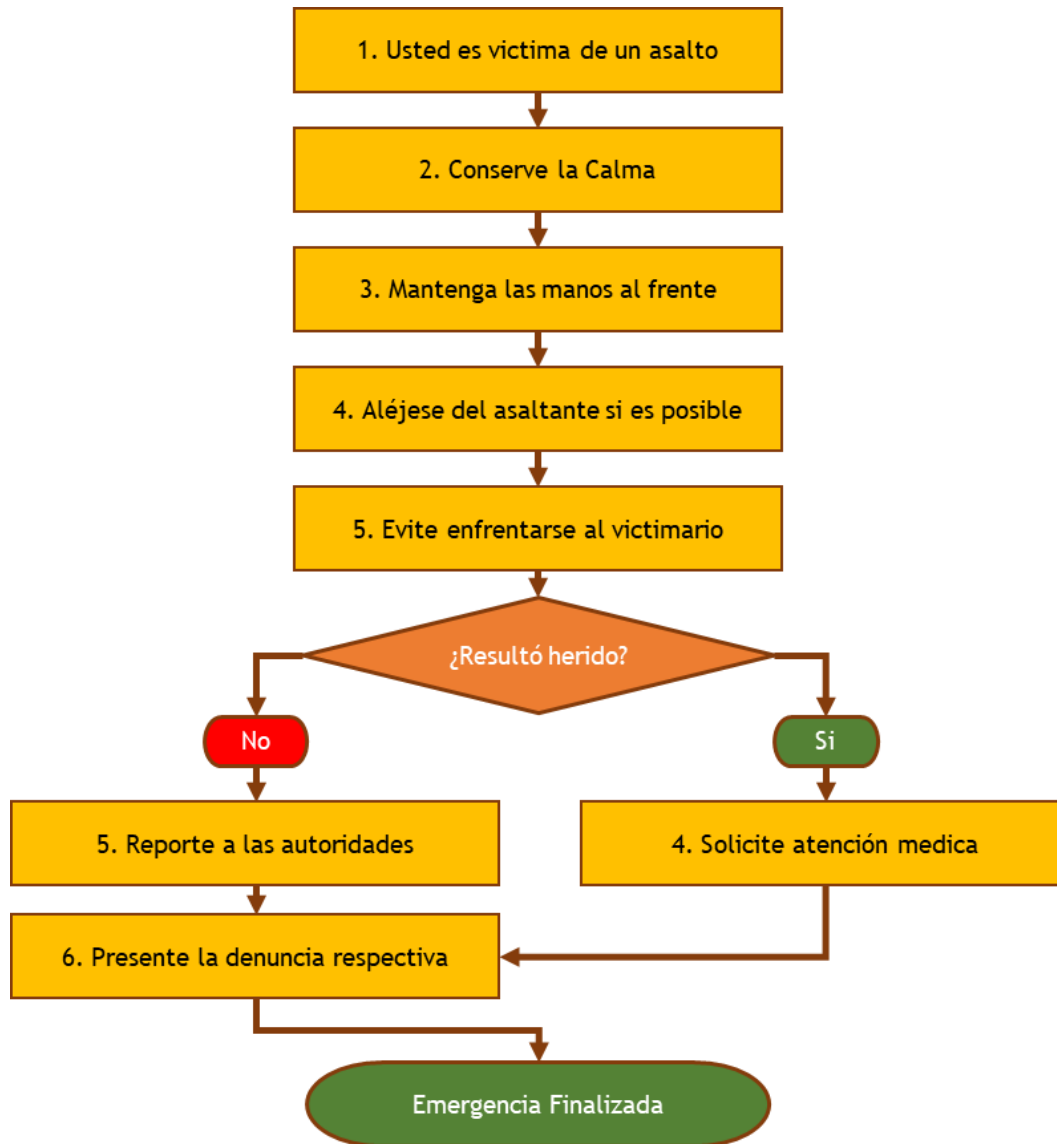 1. Usted es victima de un asalto
2. Conserve la Calma
3. Mantenga las manos al frente
4. Aléjese del asaltante si es posible
5. Evite enfrentarse al victimario
¿Resultó herido?
No
Si
5. Reporte a las autoridades
4. Solicite atención medica
6. Presente la denuncia respectiva
Emergencia Finalizada